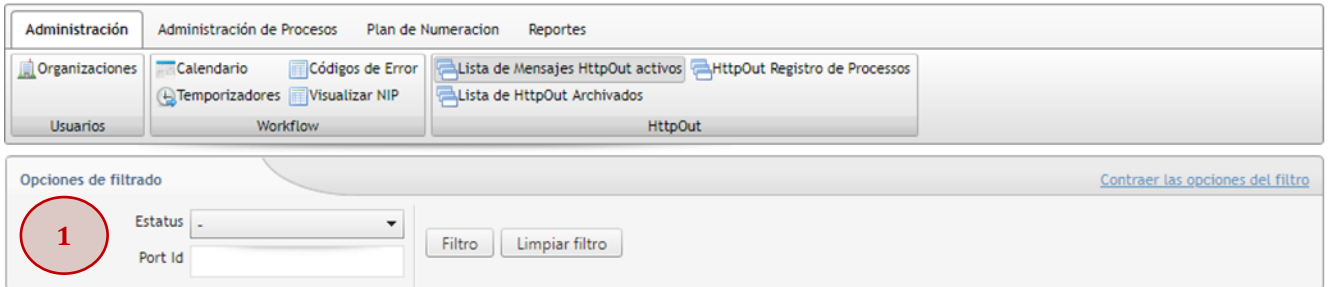 Administración Administración de Procesos Plan de Numeracion Reportes
Organizaciones Calendario Códigos de Error Lista de Mensajes HttpOut activos HttpOut Registro de Processos
Temporizadores Visualizar NIP Lista de HttpOut Archivados
Usuarios Workflow HttpOut
Opciones de filtrado Contraer las opciones del filtro
1 Estatus - Filtro Limpiar filtro
Port Id